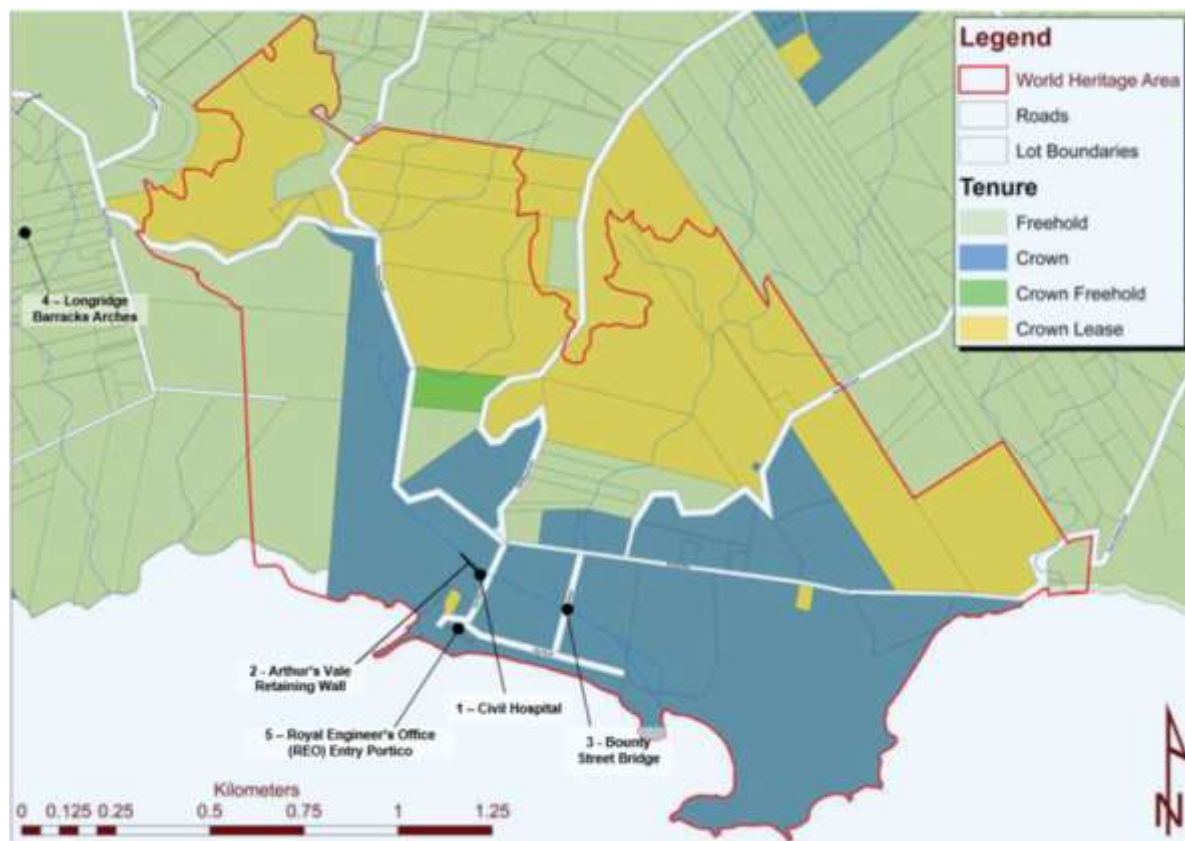 Legend
World Heritage Area
Roads
Lot Boundaries
Tenure
Freehold
Crown
Crown Freehold
Crown Lease
4 – Longridge
Barracks Arches
2 - Arthur's Vale
Retaining Wall
1 – Civil Hospital
5 – Royal Engineer's Office
(REO) Entry Portico
3 - Bounty
Street Bridge
Kilometers
0 0.125 0.25 0.5 0.75 1 1.25
N